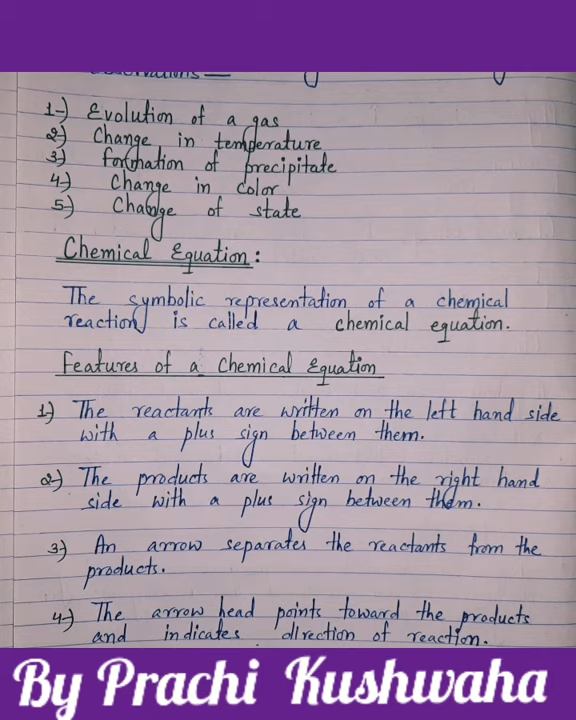 1-) Evolution of a gas
2-) Change in temperature
3-) formation of precipitate
4-) Change in color
5-) Change of state
Chemical Equation :
The symbolic representation of a chemical
reaction is called a chemical equation.
Features of a Chemical Equation
1-) The reactants are written on the left hand side
with a plus sign between them.
2-) The products are written on the right hand
side with a plus sign between them.
3-) An arrow separates the reactants from the
products.
4-) The arrow head points toward the products
and indicates direction of reaction.
By Prachi Kushwaha